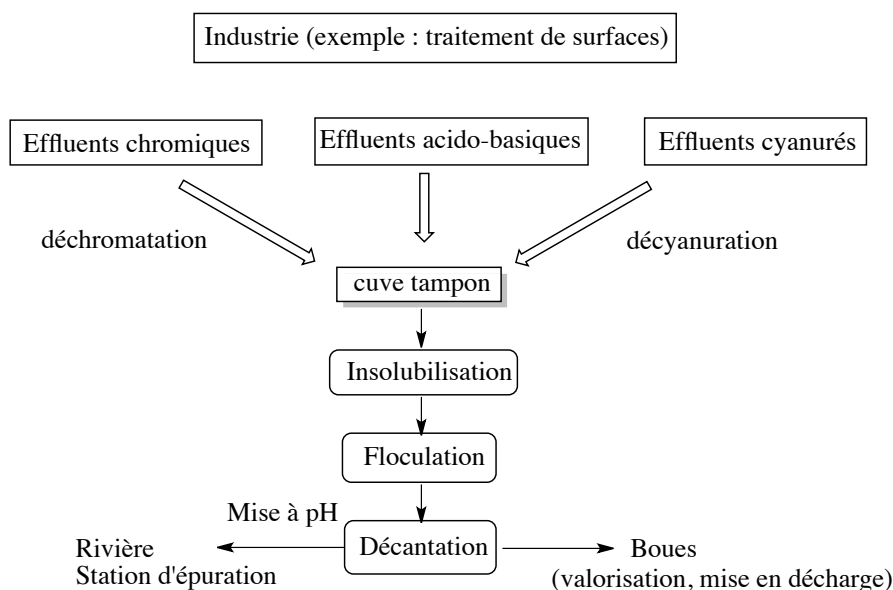 Industrie (exemple : traitement de surfaces)
Effluents chromiques
Effluents acido-basiques
Effluents cyanurés
déchromatation
décyanuration
cuve tampon
Insolubilisation
Floculation
Mise à pH
Décantation
Rivière
Station d'épuration
Boues
(valorisation, mise en décharge)